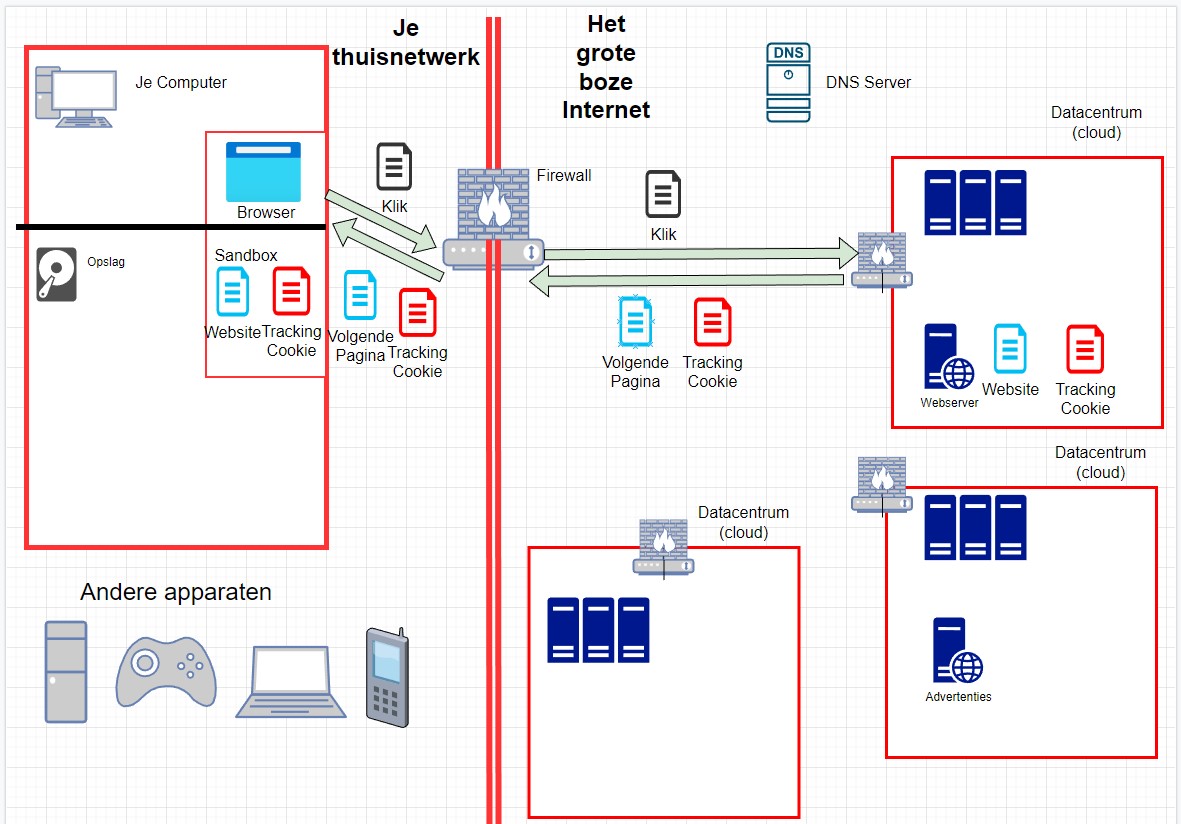 Je
thuisnetwerk
Het
grote
boze
Internet
DNS
DNS Server
Je Computer
Datacentrum
(cloud)
Browser
Klik
Firewall
Klik
Opslag
Sandbox
Website
Tracking
Cookie
Volgende
Pagina
Tracking
Cookie
Volgende
Pagina
Tracking
Cookie
Webserver
Website
Tracking
Cookie
Datacentrum
(cloud)
Datacentrum
(cloud)
Andere apparaten
Advertenties